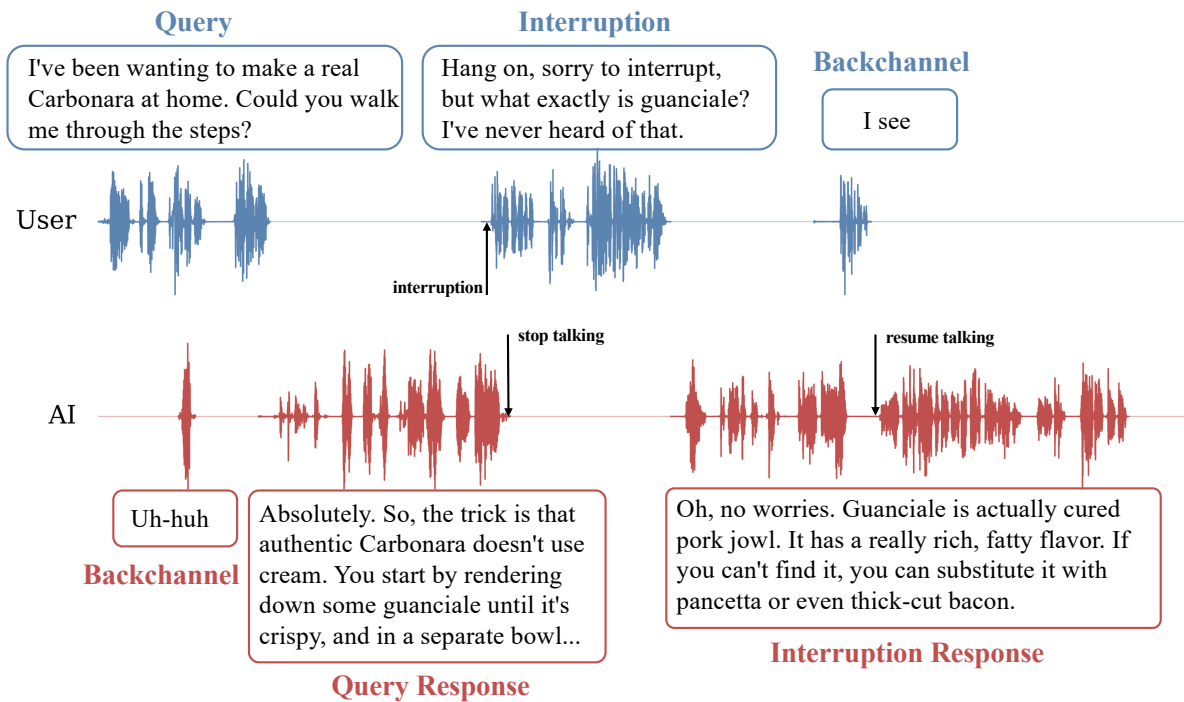 Query
I've been wanting to make a real
Carbonara at home. Could you walk
me through the steps?
Interruption
Hang on, sorry to interrupt,
but what exactly is guanciale?
I've never heard of that.
Backchannel
I see
User
interruption
stop talking
resume talking
AI
Uh-huh
Backchannel
Absolutely. So, the trick is that
authentic Carbonara doesn't use
cream. You start by rendering
down some guanciale until it's
crispy, and in a separate bowl...
Query Response
Oh, no worries. Guanciale is actually cured
pork jowl. It has a really rich, fatty flavor. If
you can't find it, you can substitute it with
pancetta or even thick-cut bacon.
Interruption Response